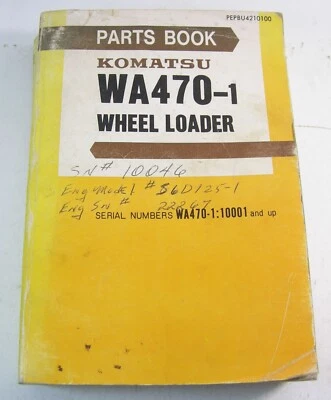 PEPBU4210100
PARTS BOOK
KOMATSU
WA470-1
WHEEL LOADER
SN# 10046
Eng Model # S6D125-1
Eng SN # 22247
SERIAL NUMBERS WA470-1:10001 and up